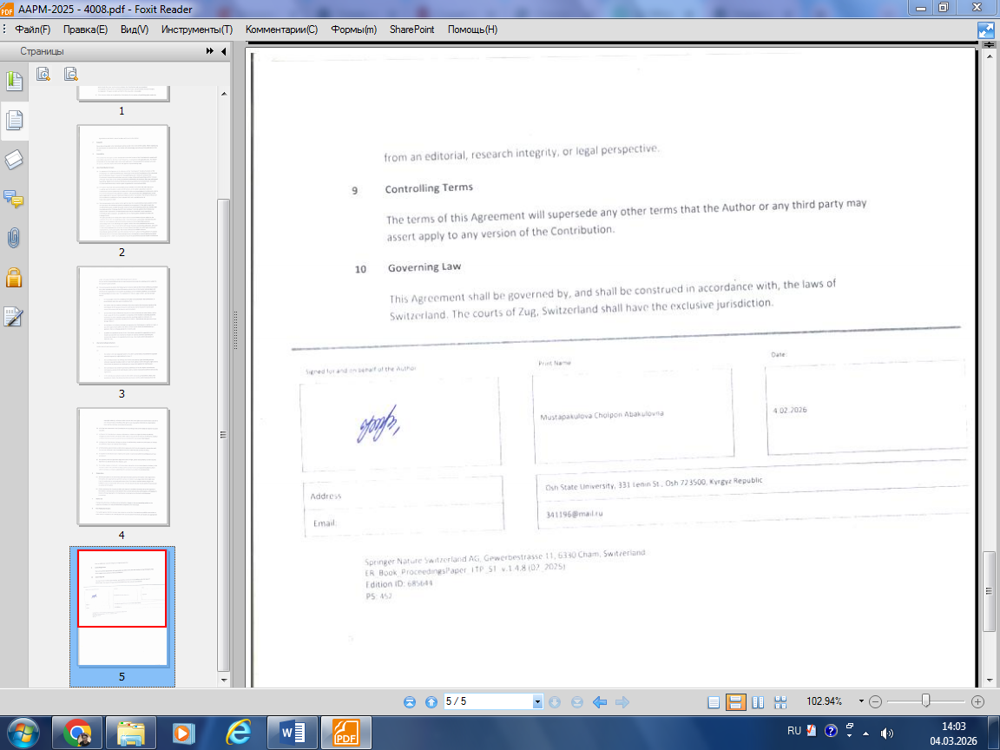 AAPM-2025 - 4008.pdf - Foxit Reader
Файл(F) Правка(E) Вид(V) Инструменты(T) Комментарии(C) Формы(m) SharePoint Помощь(H)
Страницы
1
2
3
4
5
from an editorial, research integrity, or legal perspective.
9 Controlling Terms
The terms of this Agreement will supersede any other terms that the Author or any third party may
assert apply to any version of the Contribution.
10 Governing Law
This Agreement shall be governed by, and shall be construed in accordance with, the laws of
Switzerland. The courts of Zug, Switzerland shall have the exclusive jurisdiction.
Signed for and on behalf of the Author
Print Name
Date
Mustapakulova Cholpon Abakulovna
4.02.2026
Address
Osh State University, 331 Lenin St., Osh 723500, Kyrgyz Republic
Email:
341196@mail.ru
Springer Nature Switzerland AG, Gewerbestrasse 11, 6330 Cham, Switzerland
ER_Book_ProceedingsPaper_LTP_ST_v.1.4.8 (02_2025)
Edition ID: 685644
PS: 452
5 / 5
102.94%
RU
14:03
04.03.2026